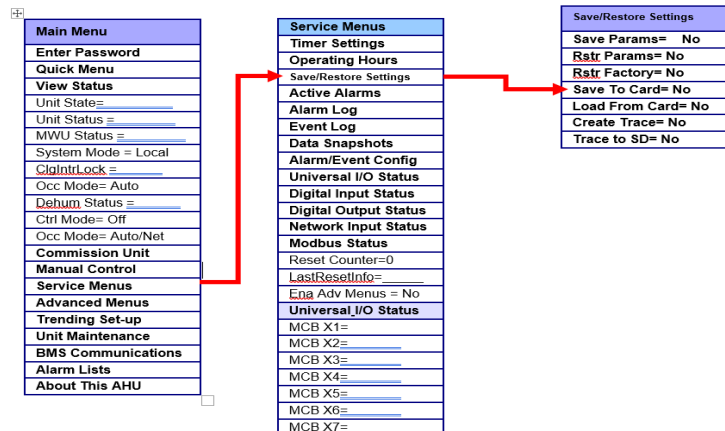 Main Menu
Enter Password
Quick Menu
View Status
Unit State=
Unit Status =
MWU Status =
System Mode = Local
ClgIntrLock =
Occ Mode= Auto
Dehum Status =
Ctrl Mode= Off
Occ Mode= Auto/Net
Commission Unit
Manual Control
Service Menus
Advanced Menus
Trending Set-up
Unit Maintenance
BMS Communications
Alarm Lists
About This AHU
Service Menus
Timer Settings
Operating Hours
Save/Restore Settings
Active Alarms
Alarm Log
Event Log
Data Snapshots
Alarm/Event Config
Universal I/O Status
Digital Input Status
Digital Output Status
Network Input Status
Modbus Status
Reset Counter=0
LastResetInfo=
Ena Adv Menus = No
Universal I/O Status
MCB X1=
MCB X2=
MCB X3=
MCB X4=
MCB X5=
MCB X6=
MCB X7=
Save/Restore Settings
Save Params= No
Rstr Params= No
Rstr Factory= No
Save To Card= No
Load From Card= No
Create Trace= No
Trace to SD= No